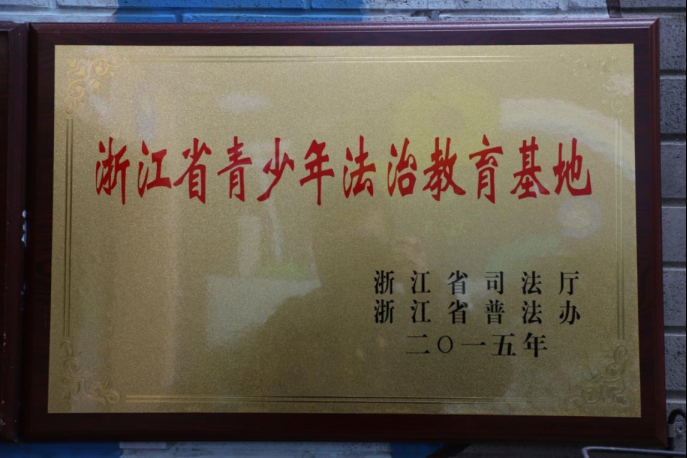 浙江省青少年法治教育基地
浙江省司法厅
浙江省普法办
二〇一五年